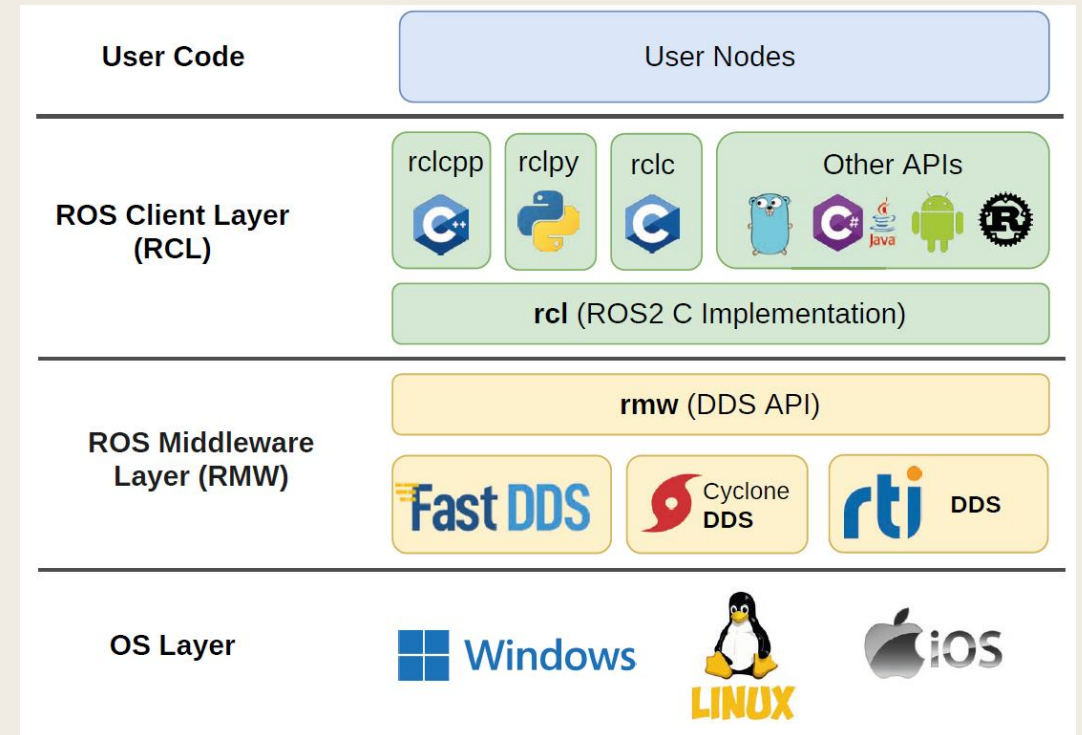 User Code
User Nodes
ROS Client Layer
(RCL)
rclcpp
rclpy
rclc
Other APIs
C++
C
C#
Java
R
rcl (ROS2 C Implementation)
ROS Middleware
Layer (RMW)
rmw (DDS API)
Fast DDS
Cyclone
DDS
rti
DDS
OS Layer
Windows
LINUX
iOS